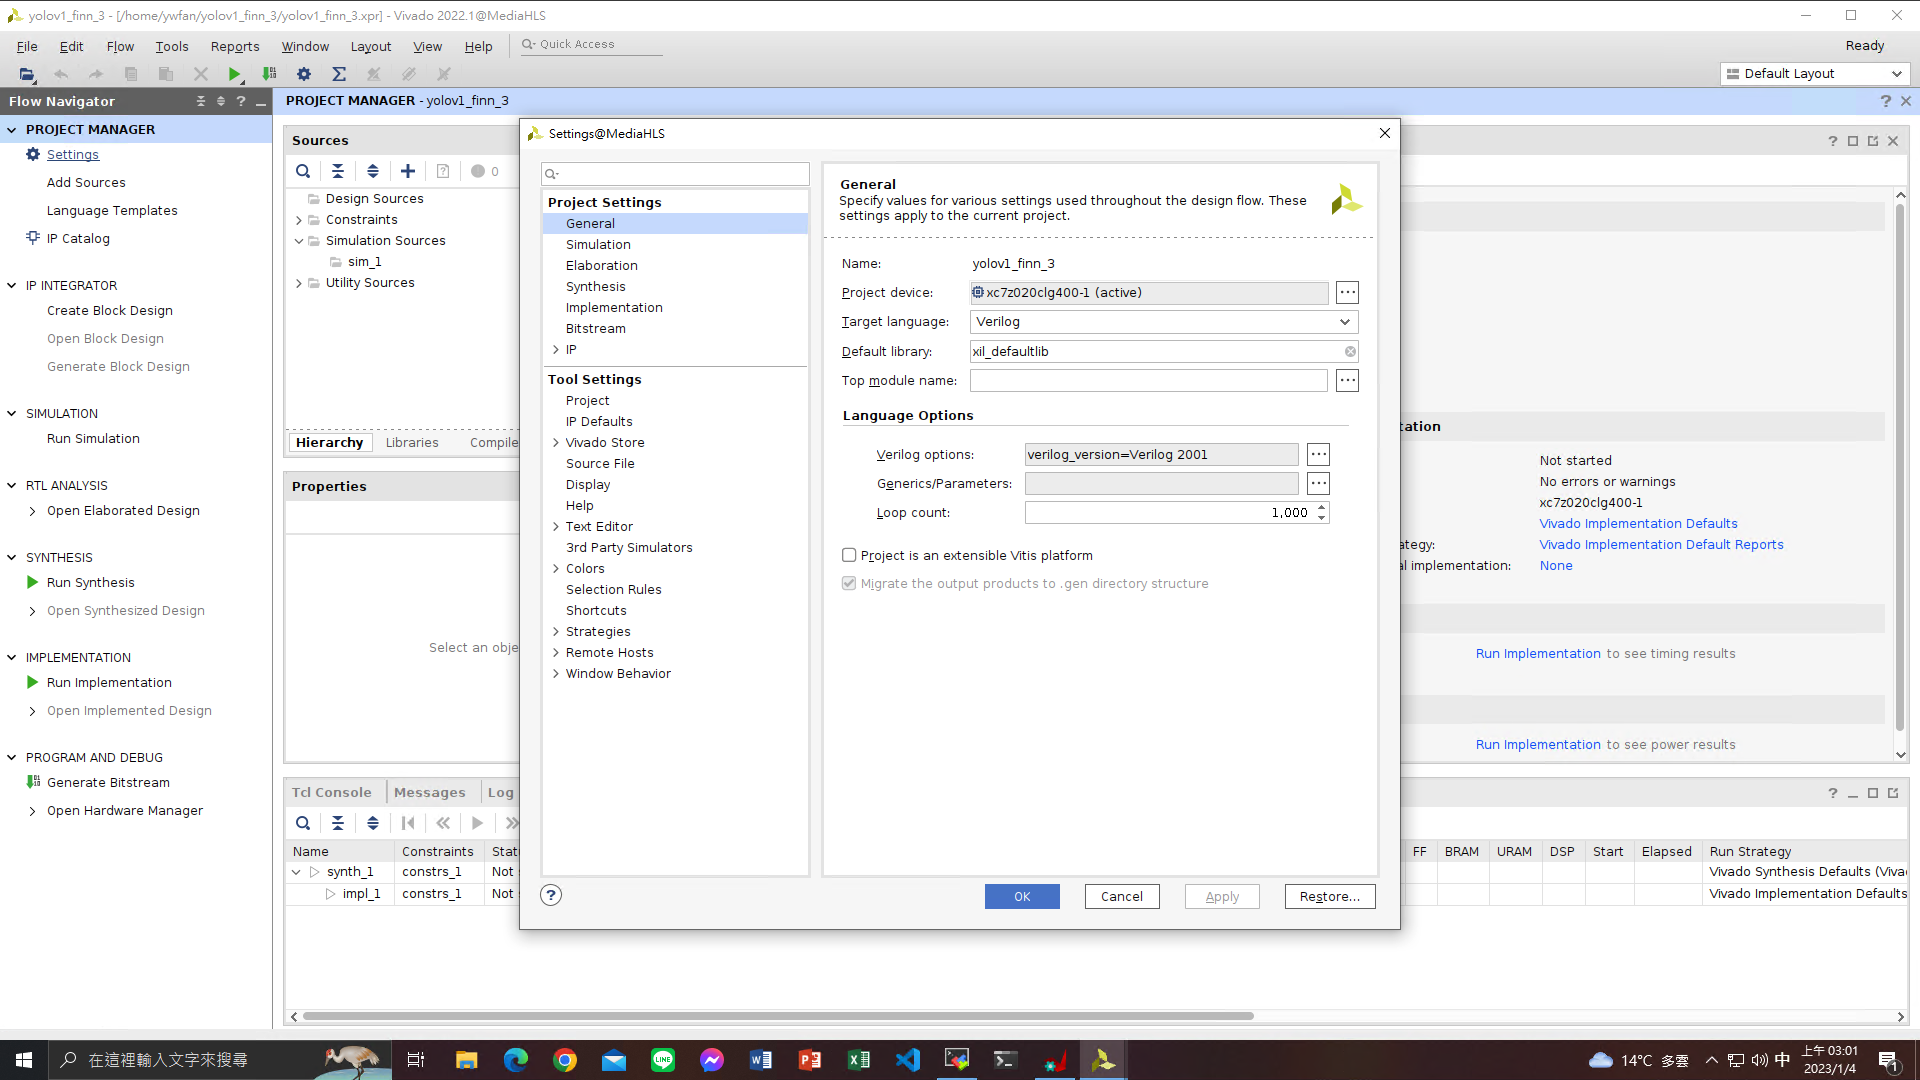 yolov1_finn_3 - [/home/ywfan/yolov1_finn_3/yolov1_finn_3.xpr] - Vivado 2022.1@MediaHLS
File Edit Flow Tools Reports Window Layout View Help Quick Access Ready
Default Layout
Flow Navigator
PROJECT MANAGER
Settings
Add Sources
Language Templates
IP Catalog
IP INTEGRATOR
Create Block Design
Open Block Design
Generate Block Design
SIMULATION
Run Simulation
RTL ANALYSIS
Open Elaborated Design
SYNTHESIS
Run Synthesis
Open Synthesized Design
IMPLEMENTATION
Run Implementation
Open Implemented Design
PROGRAM AND DEBUG
Generate Bitstream
Open Hardware Manager
PROJECT MANAGER - yolov1_finn_3
Sources
0
Design Sources
Constraints
Simulation Sources
sim_1
Utility Sources
Hierarchy Libraries Compile
Properties
Select an obje
Settings@MediaHLS
Project Settings
General
Simulation
Elaboration
Synthesis
Implementation
Bitstream
IP
Tool Settings
Project
IP Defaults
Vivado Store
Source File
Display
Help
Text Editor
3rd Party Simulators
Colors
Selection Rules
Shortcuts
Strategies
Remote Hosts
Window Behavior
General
Specify values for various settings used throughout the design flow. These
settings apply to the current project.
Name: yolov1_finn_3
Project device: xc7z020clg400-1 (active)
Target language: Verilog
Default library: xil_defaultlib
Top module name:
Language Options
Verilog options: verilog_version=Verilog 2001
Generics/Parameters:
Loop count: 1,000
Project is an extensible Vitis platform
Migrate the output products to .gen directory structure
OK Cancel Apply Restore...
tation
Not started
No errors or warnings
xc7z020clg400-1
Vivado Implementation Defaults
ategy: Vivado Implementation Default Reports
al implementation: None
Run Implementation to see timing results
Run Implementation to see power results
Tcl Console Messages Log
Name Constraints Statu FF BRAM URAM DSP Start Elapsed Run Strategy
synth_1 constrs_1 Not s Vivado Synthesis Defaults (Viva
impl_1 constrs_1 Not s Vivado Implementation Defaults
在這裡輸入文字來搜尋
14°C 多雲
中
上午 03:01
2023/1/4
1